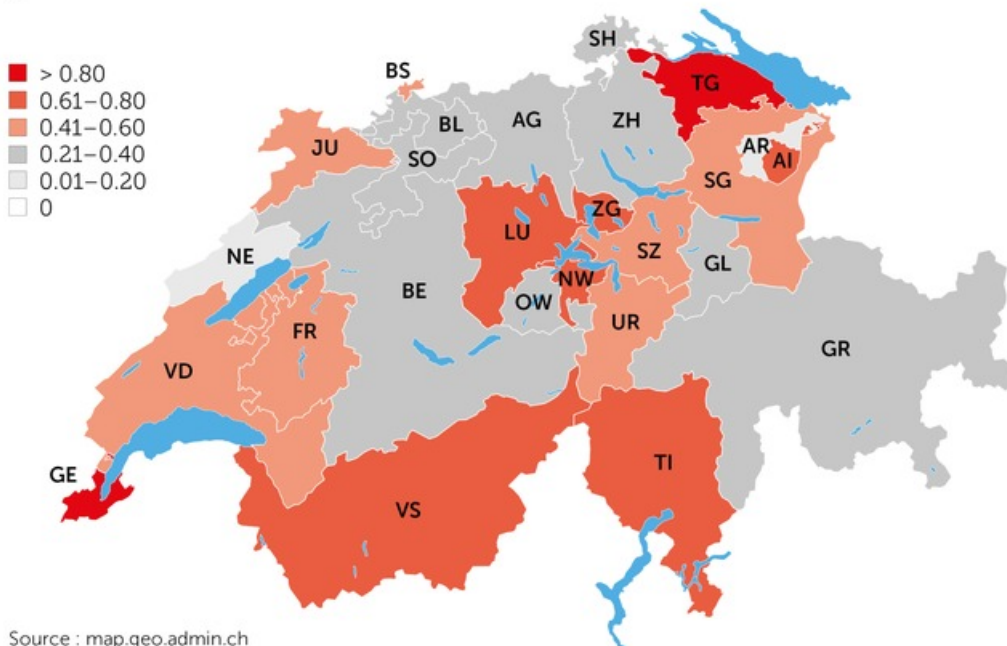 > 0.80
0.61–0.80
0.41–0.60
0.21–0.40
0.01–0.20
0
SH
BS
TG
BL
AG
ZH
JU
SO
AR
AI
SG
ZG
LU
NE
SZ
GL
NW
BE
OW
FR
UR
GR
VD
TI
GE
VS
Source : map.geo.admin.ch